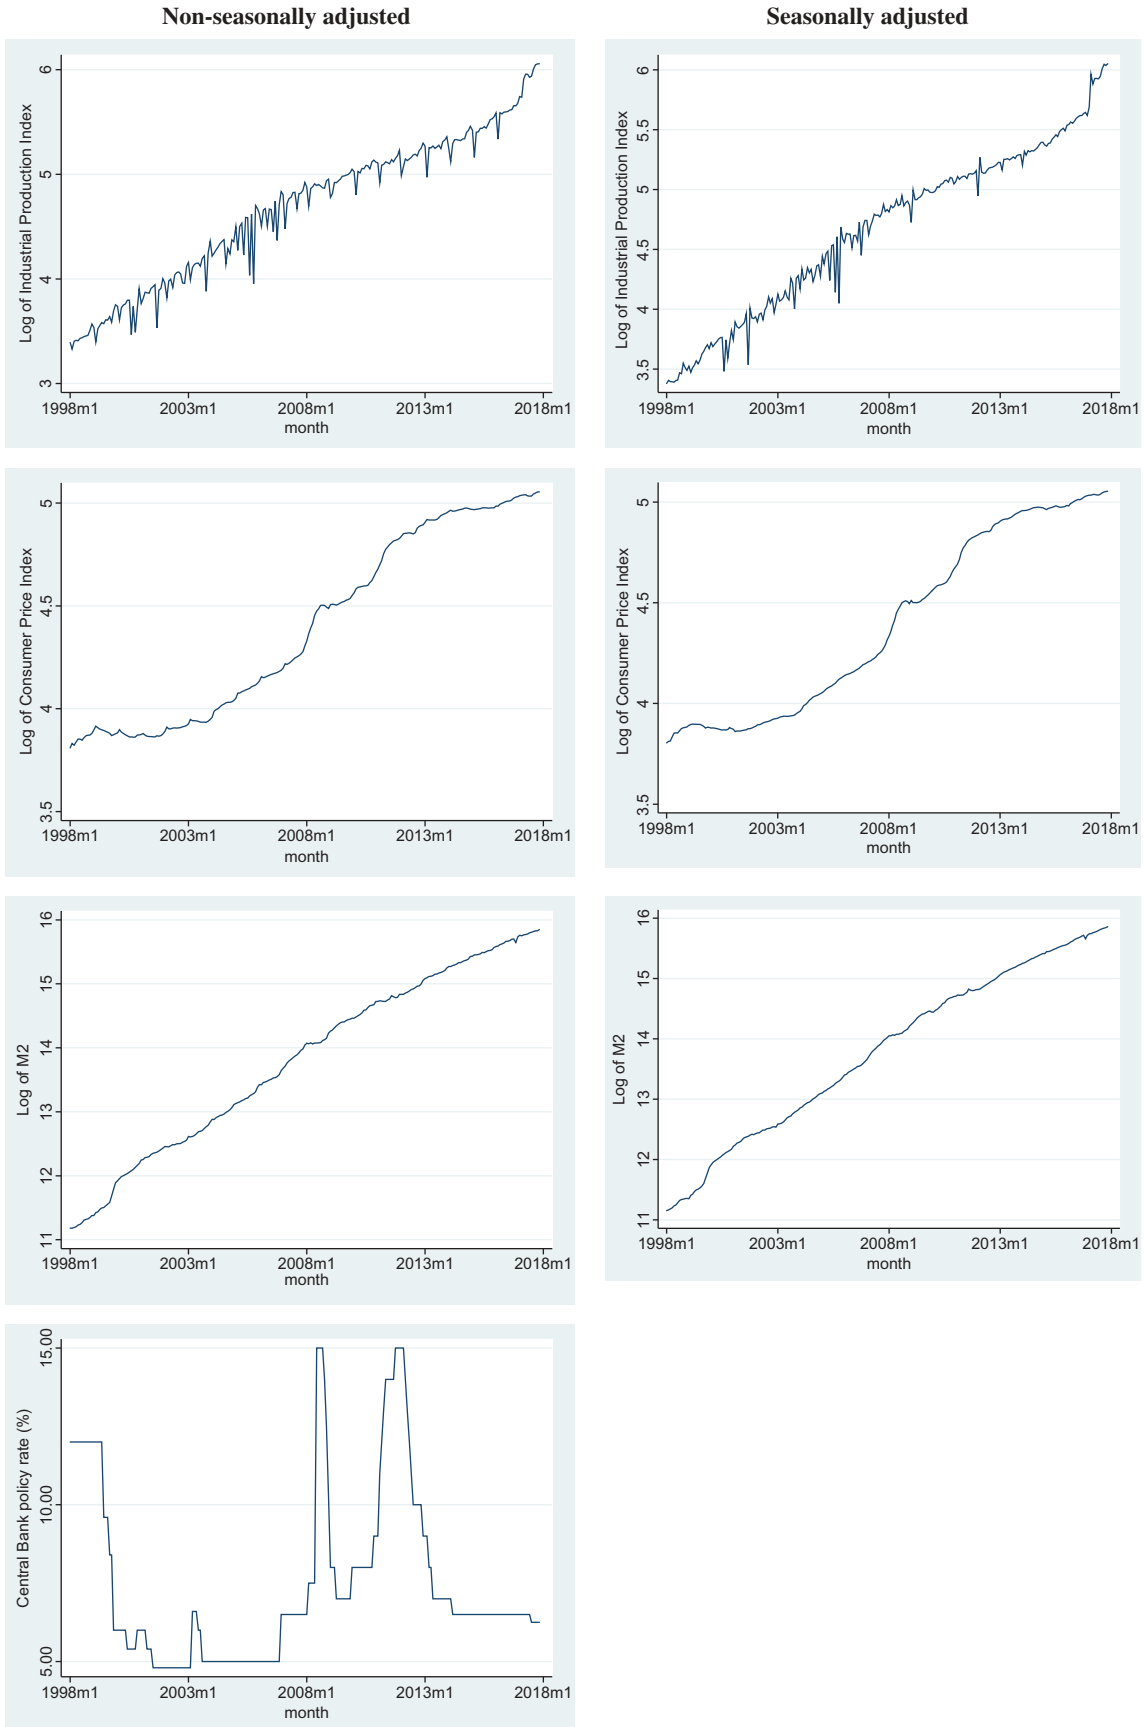 Non-seasonally adjusted
Seasonally adjusted
Log of Industrial Production Index
6
5
4
3
1998m1 2003m1 2008m1 2013m1 2018m1
month
Log of Industrial Production Index
6
5.5
5
4.5
4
3.5
1998m1 2003m1 2008m1 2013m1 2018m1
month
Log of Consumer Price Index
5
4.5
4
3.5
1998m1 2003m1 2008m1 2013m1 2018m1
month
Log of Consumer Price Index
5
4.5
4
3.5
1998m1 2003m1 2008m1 2013m1 2018m1
month
Log of M2
16
15
14
13
12
11
1998m1 2003m1 2008m1 2013m1 2018m1
month
Log of M2
16
15
14
13
12
11
1998m1 2003m1 2008m1 2013m1 2018m1
month
Central Bank policy rate (%)
15.00
10.00
5.00
1998m1 2003m1 2008m1 2013m1 2018m1
month